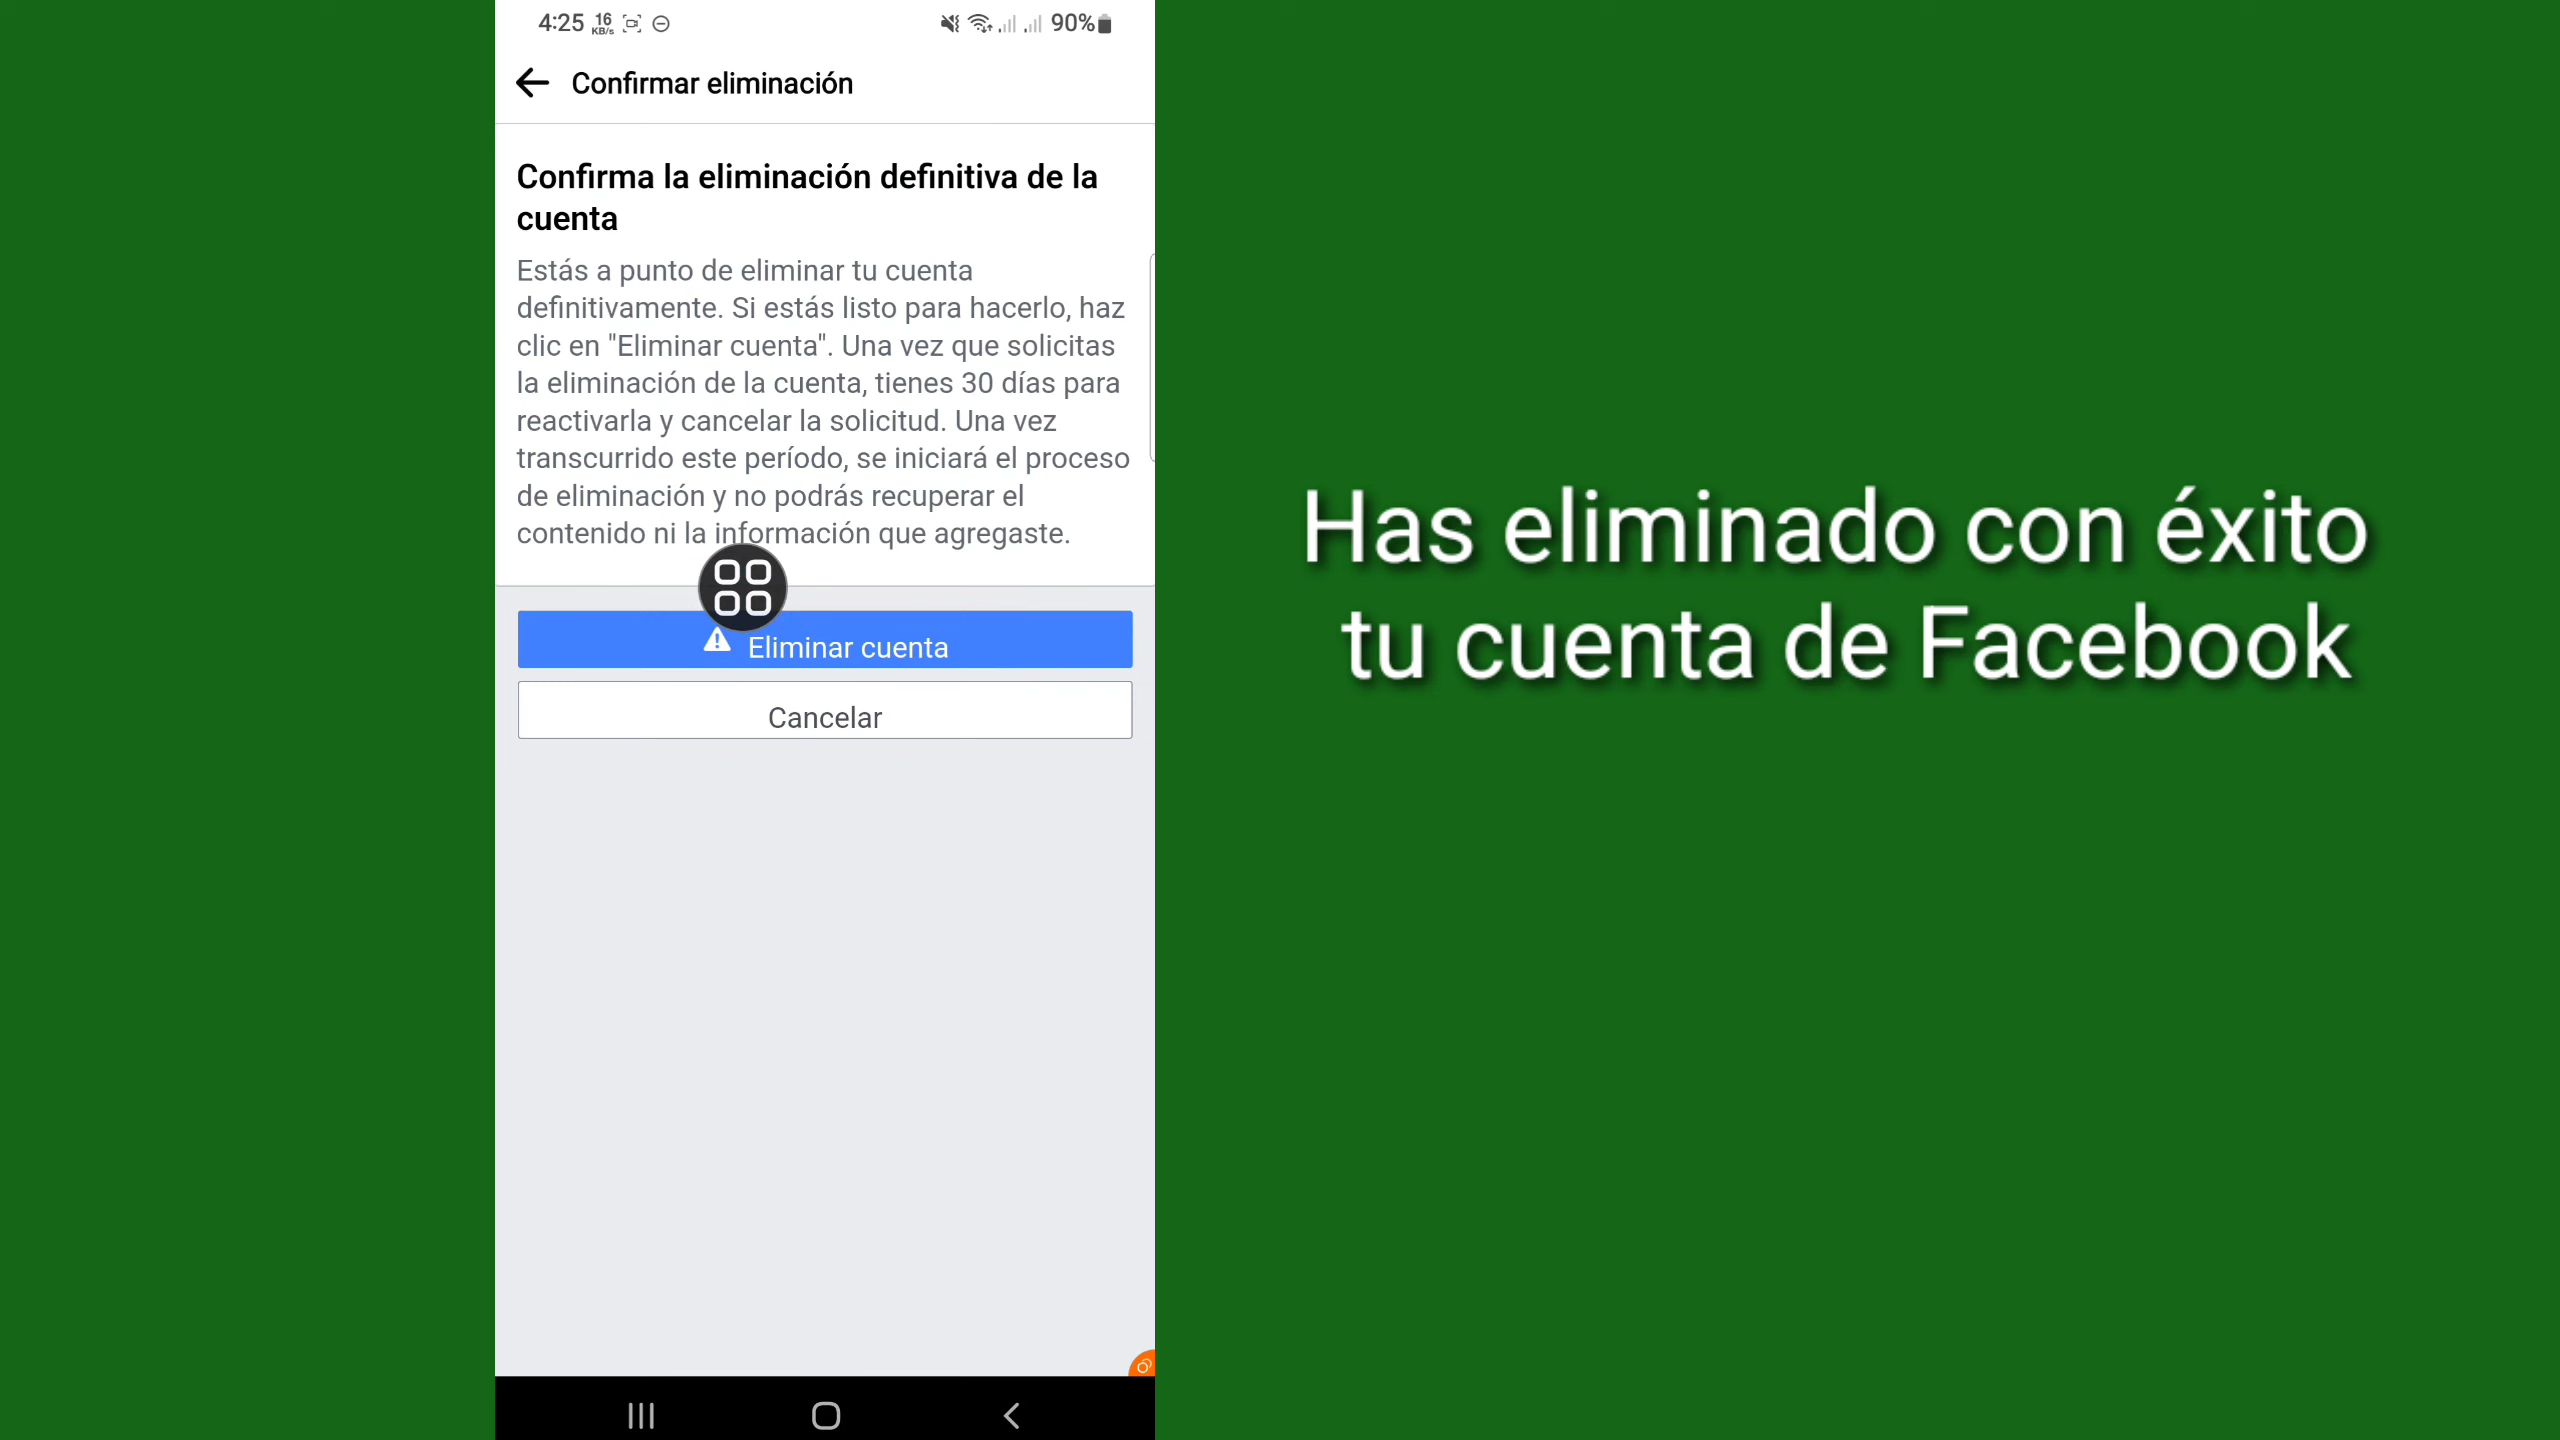 4:25 16 KB/s 90%
Confirmar eliminación
Confirma la eliminación definitiva de la
cuenta
Estás a punto de eliminar tu cuenta
definitivamente. Si estás listo para hacerlo, haz
clic en "Eliminar cuenta". Una vez que solicitas
la eliminación de la cuenta, tienes 30 días para
reactivarla y cancelar la solicitud. Una vez
transcurrido este período, se iniciará el proceso
de eliminación y no podrás recuperar el
contenido ni la información que agregaste.
Eliminar cuenta
Cancelar
Has eliminado con éxito
tu cuenta de Facebook